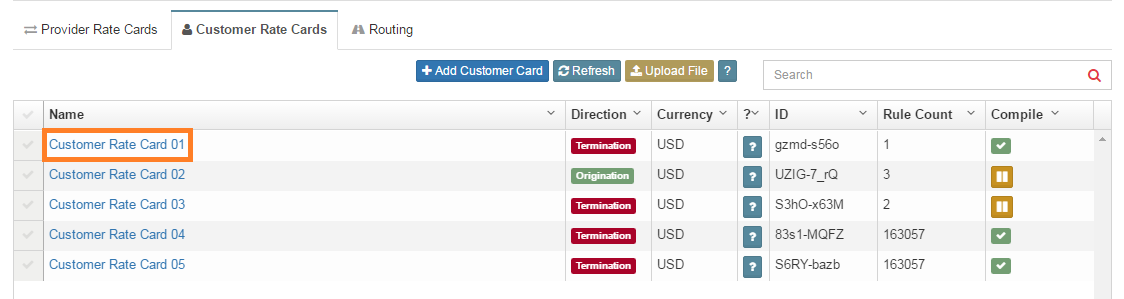 Provider Rate Cards Customer Rate Cards Routing
Add Customer Card Refresh Upload File ? Search
Name Direction Currency ? ID Rule Count Compile
Customer Rate Card 01 Termination USD ? gzmd-s56o 1
Customer Rate Card 02 Origination USD ? UZIG-7_rQ 3
Customer Rate Card 03 Termination USD ? S3hO-x63M 2
Customer Rate Card 04 Termination USD ? 83s1-MQFZ 163057
Customer Rate Card 05 Termination USD ? S6RY-bazb 163057